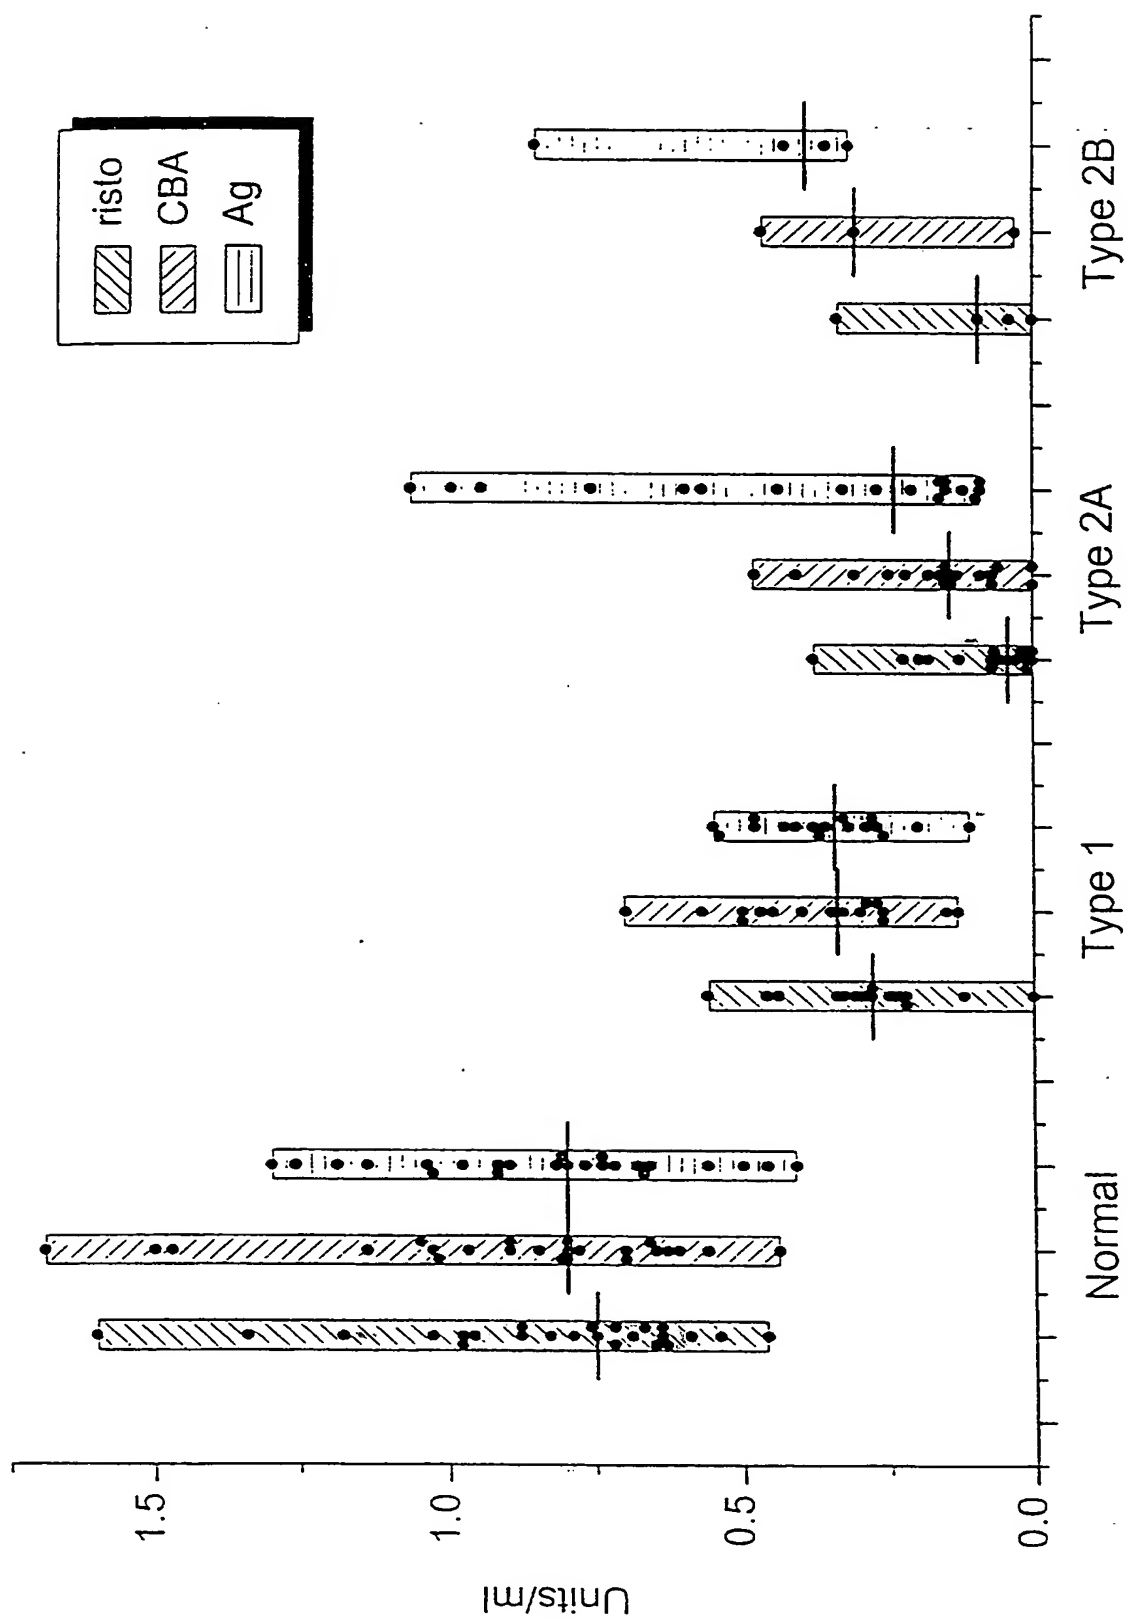 risto
CBA
Ag
Units/ml
1.5
1.0
0.5
0.0
Normal
Type 1
Type 2A
Type 2B